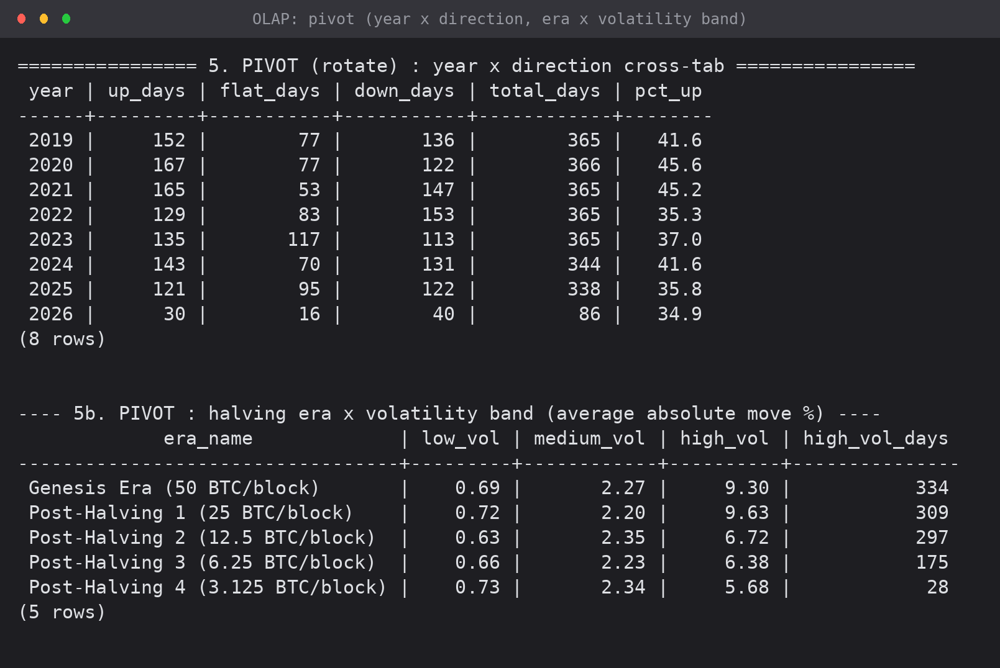 OLAP: pivot (year x direction, era x volatility band)
================ 5. PIVOT (rotate) : year x direction cross-tab ================
 year | up_days | flat_days | down_days | total_days | pct_up
------+---------+-----------+-----------+------------+--------
 2019 |     152 |        77 |       136 |        365 |   41.6
 2020 |     167 |        77 |       122 |        366 |   45.6
 2021 |     165 |        53 |       147 |        365 |   45.2
 2022 |     129 |        83 |       153 |        365 |   35.3
 2023 |     135 |       117 |       113 |        365 |   37.0
 2024 |     143 |        70 |       131 |        344 |   41.6
 2025 |     121 |        95 |       122 |        338 |   35.8
 2026 |      30 |        16 |        40 |         86 |   34.9
(8 rows)
---- 5b. PIVOT : halving era x volatility band (average absolute move %) ----
             era_name             | low_vol | medium_vol | high_vol | high_vol_days
----------------------------------+---------+------------+----------+---------------
 Genesis Era (50 BTC/block)       |    0.69 |       2.27 |     9.30 |           334
 Post-Halving 1 (25 BTC/block)    |    0.72 |       2.20 |     9.63 |           309
 Post-Halving 2 (12.5 BTC/block)  |    0.63 |       2.35 |     6.72 |           297
 Post-Halving 3 (6.25 BTC/block)  |    0.66 |       2.23 |     6.38 |           175
 Post-Halving 4 (3.125 BTC/block) |    0.73 |       2.34 |     5.68 |            28
(5 rows)